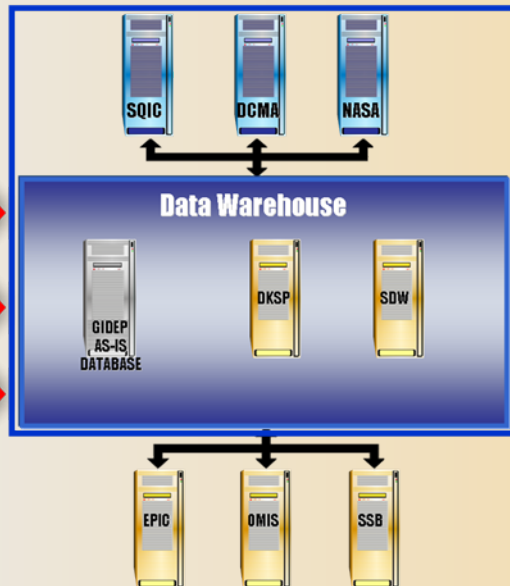 SQIC
DCMA
NASA
Data Warehouse
GIDEP
AS-IS
DATABASE
DKSP
SDW
EPIC
OMIS
SSB